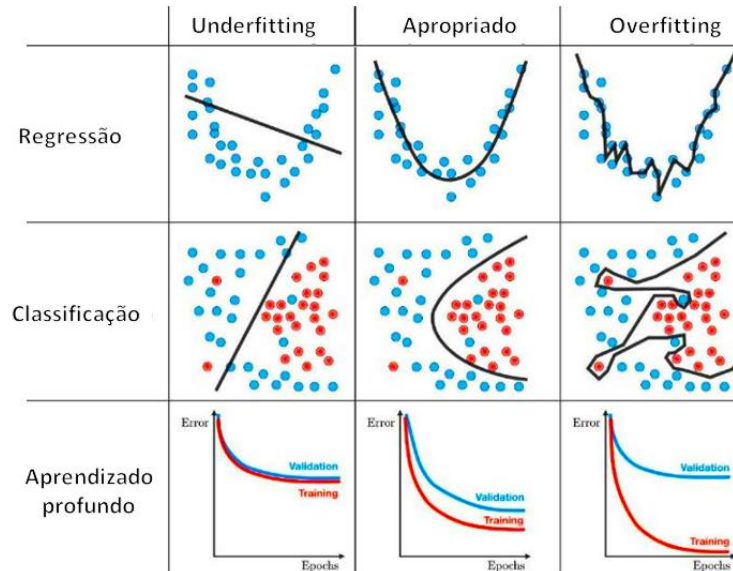 Underfitting Apropriado Overfitting
Regressão
Classificação
Aprendizado
profundo
Error
Validation
Training
Epochs
Error
Validation
Training
Epochs
Error
Validation
Training
Epochs